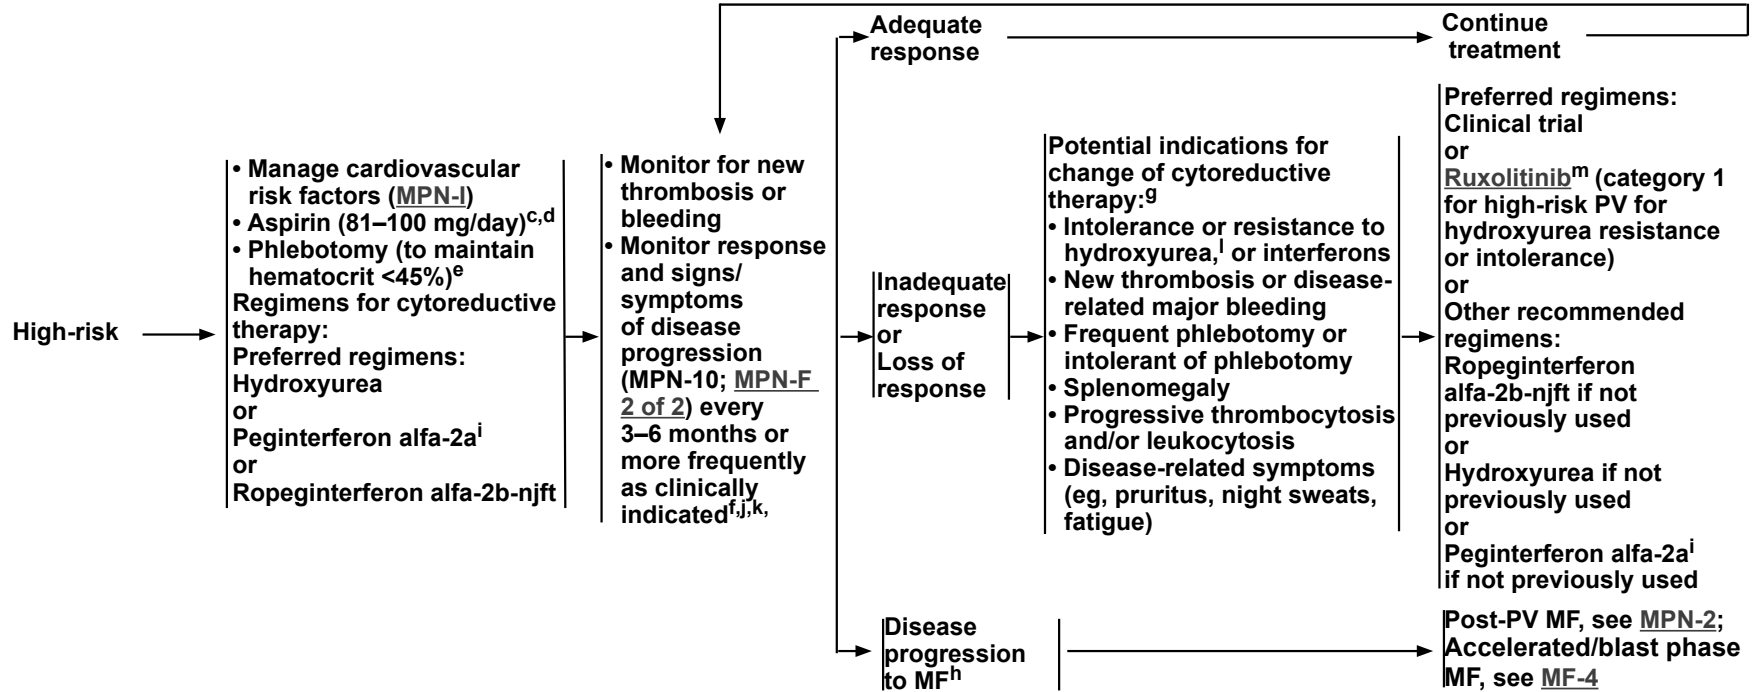 High-risk
• Manage cardiovascular
risk factors (MPN-I)
• Aspirin (81–100 mg/day)c,d
• Phlebotomy (to maintain
hematocrit <45%)e
Regimens for cytoreductive
therapy:
Preferred regimens:
Hydroxyurea
or
Peginterferon alfa-2ai
or
Ropeginterferon alfa-2b-njft
• Monitor for new
thrombosis or
bleeding
• Monitor response
and signs/
symptoms
of disease
progression
(MPN-10; MPN-F
2 of 2) every
3–6 months or
more frequently
as clinically
indicatedf,j,k,
Adequate
response
Continue
treatment
Inadequate
response
or
Loss of
response
Potential indications for
change of cytoreductive
therapy:g
• Intolerance or resistance to
hydroxyurea,l or interferons
• New thrombosis or disease-
related major bleeding
• Frequent phlebotomy or
intolerant of phlebotomy
• Splenomegaly
• Progressive thrombocytosis
and/or leukocytosis
• Disease-related symptoms
(eg, pruritus, night sweats,
fatigue)
Preferred regimens:
Clinical trial
or
Ruxolitinibm (category 1
for high-risk PV for
hydroxyurea resistance
or intolerance)
or
Other recommended
regimens:
Ropeginterferon
alfa-2b-njft if not
previously used
or
Hydroxyurea if not
previously used
or
Peginterferon alfa-2ai
if not previously used
Disease
progression
to MFh
Post-PV MF, see MPN-2;
Accelerated/blast phase
MF, see MF-4